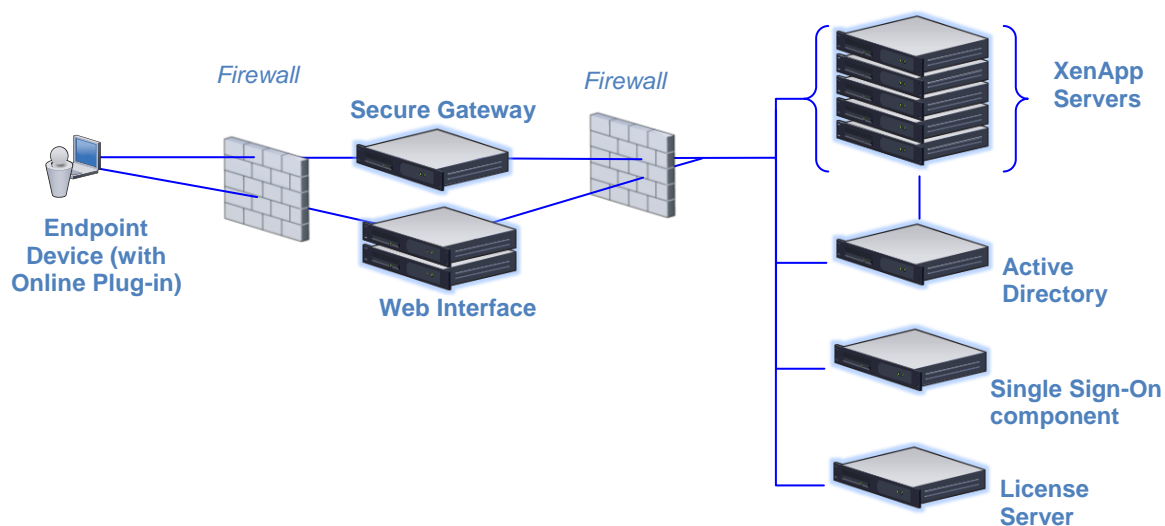 Firewall
Firewall
Secure Gateway
XenApp
Servers
Endpoint
Device (with
Online Plug-in)
Web Interface
Active
Directory
Single Sign-On
component
License
Server